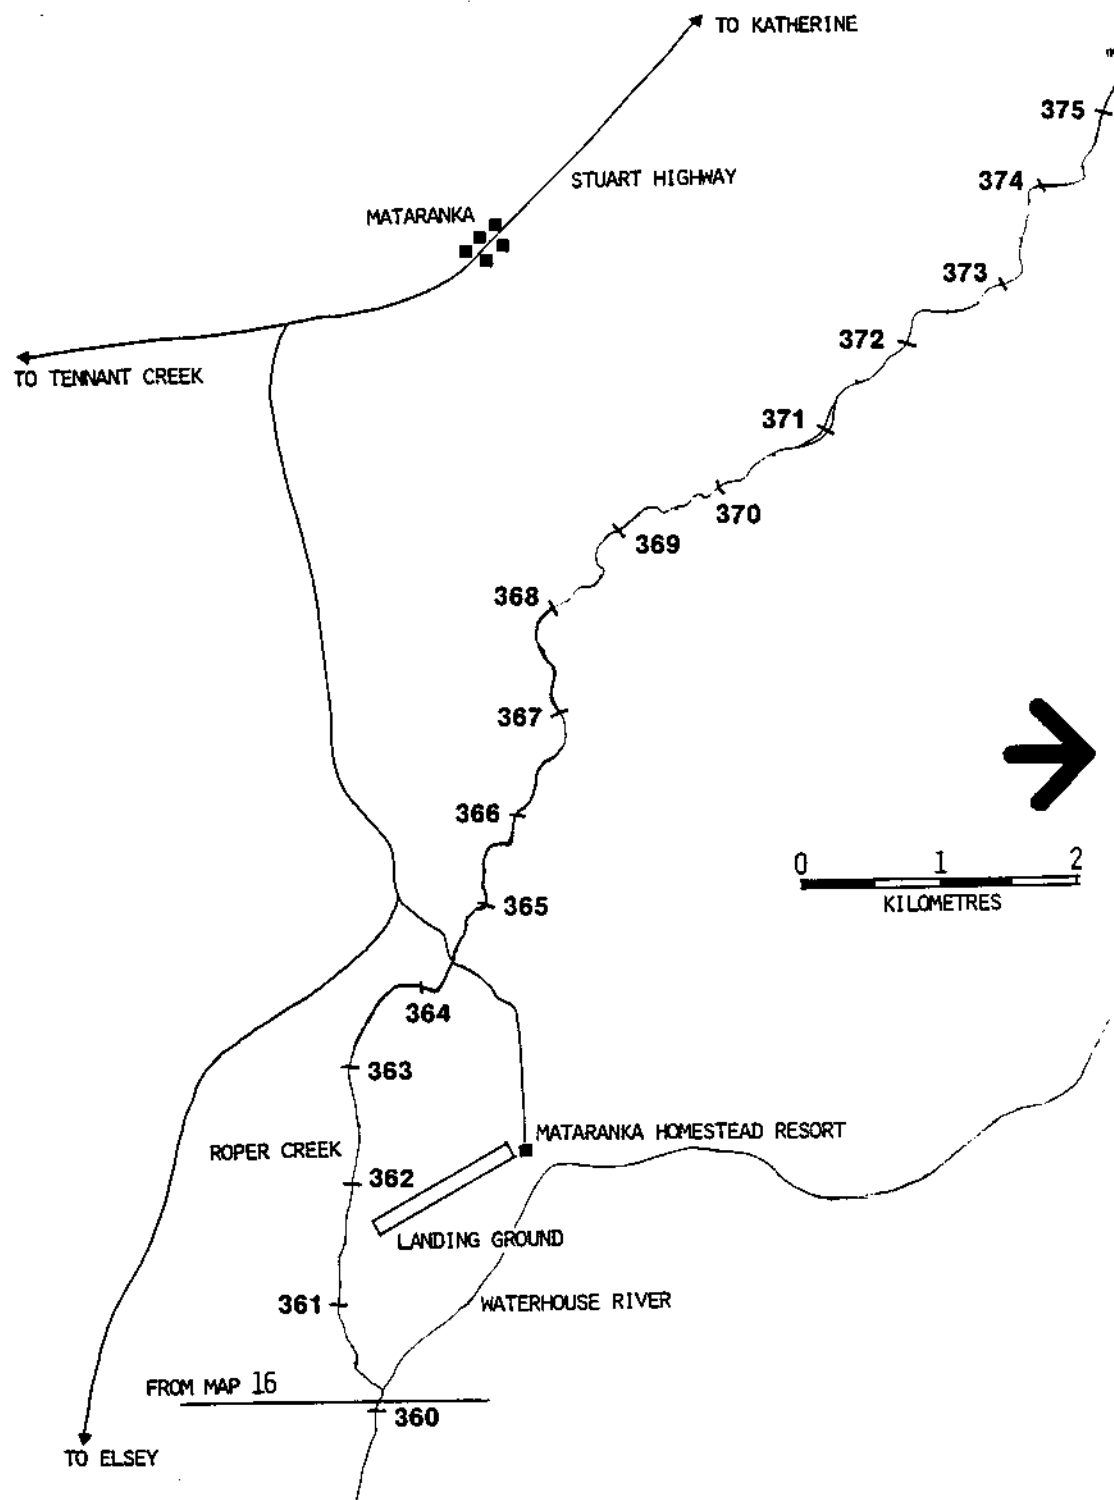 TO KATHERINE
375
STUART HIGHWAY
374
MATARANKA
373
372
TO TENNANT CREEK
371
370
369
368
367
366
0 1 2
KILOMETRES
365
364
363
MATARANKA HOMESTEAD RESORT
ROPER CREEK
362
LANDING GROUND
361
WATERHOUSE RIVER
FROM MAP 16
360
TO ELSEY